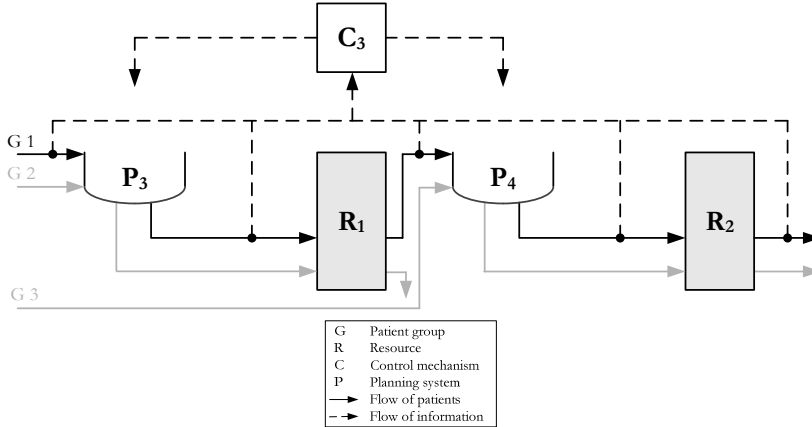 C₃
G 1
G 2
P₃
R₁
P₄
R₂
G 3
G Patient group
R Resource
C Control mechanism
P Planning system
Flow of patients
Flow of information